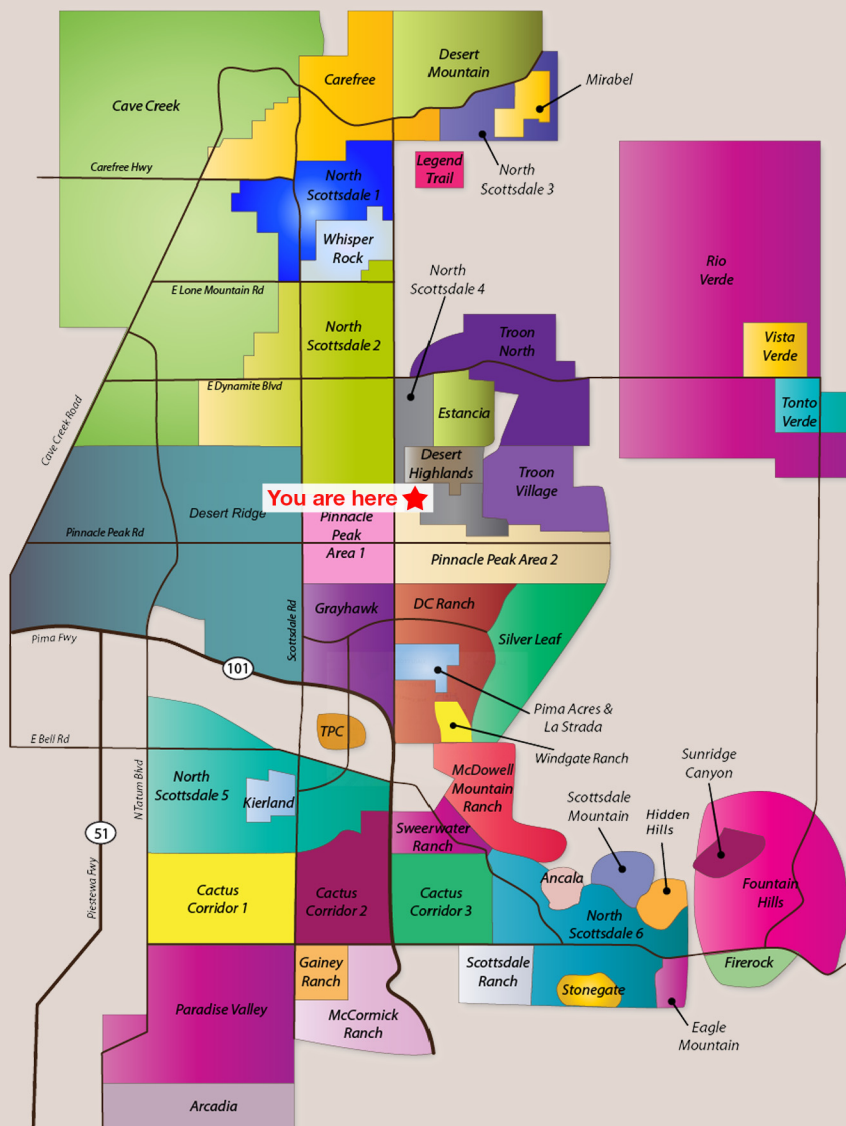 Carefree
Desert
Mountain
Cave Creek
Mirabel
Carefree Hwy
Legend
Trail
North
Scottsdale 3
North
Scottsdale 1
Whisper
Rock
Rio
Verde
North
Scottsdale 4
E Lone Mountain Rd
North
Scottsdale 2
Troon
North
Vista
Verde
E Dynamite Blvd
Cave Creek Road
Estancia
Tonto
Verde
Desert
Highlands
Troon
Village
You are here
Desert Ridge
Pinnacle
Peak
Area 1
Pinnacle Peak Rd
Pinnacle Peak Area 2
Scottsdale Rd
Grayhawk
DC Ranch
Silver Leaf
Pima Fwy
101
Pima Acres &
La Strada
TPC
E Bell Rd
Windgate Ranch
N Tatum Blvd
North
Scottsdale 5
Kierland
McDowell
Mountain
Ranch
Sunridge
Canyon
Scottsdale
Mountain
Hidden
Hills
51
Sweerwater
Ranch
Piestewa Fwy
Cactus
Corridor 1
Cactus
Corridor 2
Cactus
Corridor 3
Ancala
North
Scottsdale 6
Fountain
Hills
Gainey
Ranch
Scottsdale
Ranch
Firerock
Stonegate
Paradise Valley
McCormick
Ranch
Eagle
Mountain
Arcadia